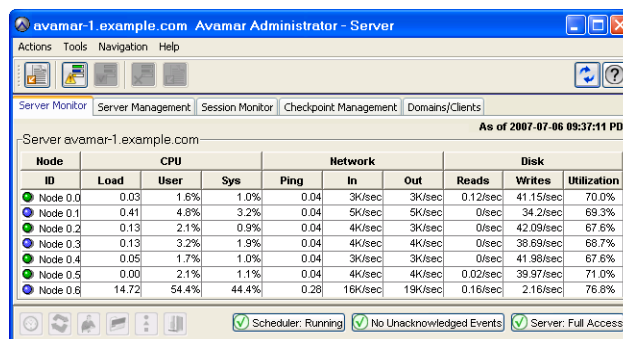 avamar-1.example.com Avamar Administrator - Server
Actions Tools Navigation Help
Server Monitor Server Management Session Monitor Checkpoint Management Domains/Clients
As of 2007-07-06 09:37:11 PD
Server avamar-1.example.com
Node CPU Network Disk
ID Load User Sys Ping In Out Reads Writes Utilization
Node 0.0 0.03 1.6% 1.0% 0.04 3K/sec 3K/sec 0.12/sec 41.15/sec 70.0%
Node 0.1 0.41 4.8% 3.2% 0.04 5K/sec 5K/sec 0/sec 34.2/sec 69.3%
Node 0.2 0.13 2.1% 0.9% 0.04 3K/sec 3K/sec 0/sec 42.09/sec 67.6%
Node 0.3 0.13 3.2% 1.9% 0.04 4K/sec 4K/sec 0/sec 38.69/sec 68.7%
Node 0.4 0.05 1.7% 1.0% 0.04 3K/sec 3K/sec 0/sec 41.98/sec 67.6%
Node 0.5 0.00 2.1% 1.1% 0.04 4K/sec 4K/sec 0.02/sec 39.97/sec 71.0%
Node 0.6 14.72 54.4% 44.4% 0.28 16K/sec 19K/sec 0.16/sec 2.16/sec 76.8%
Scheduler: Running No Unacknowledged Events Server: Full Access